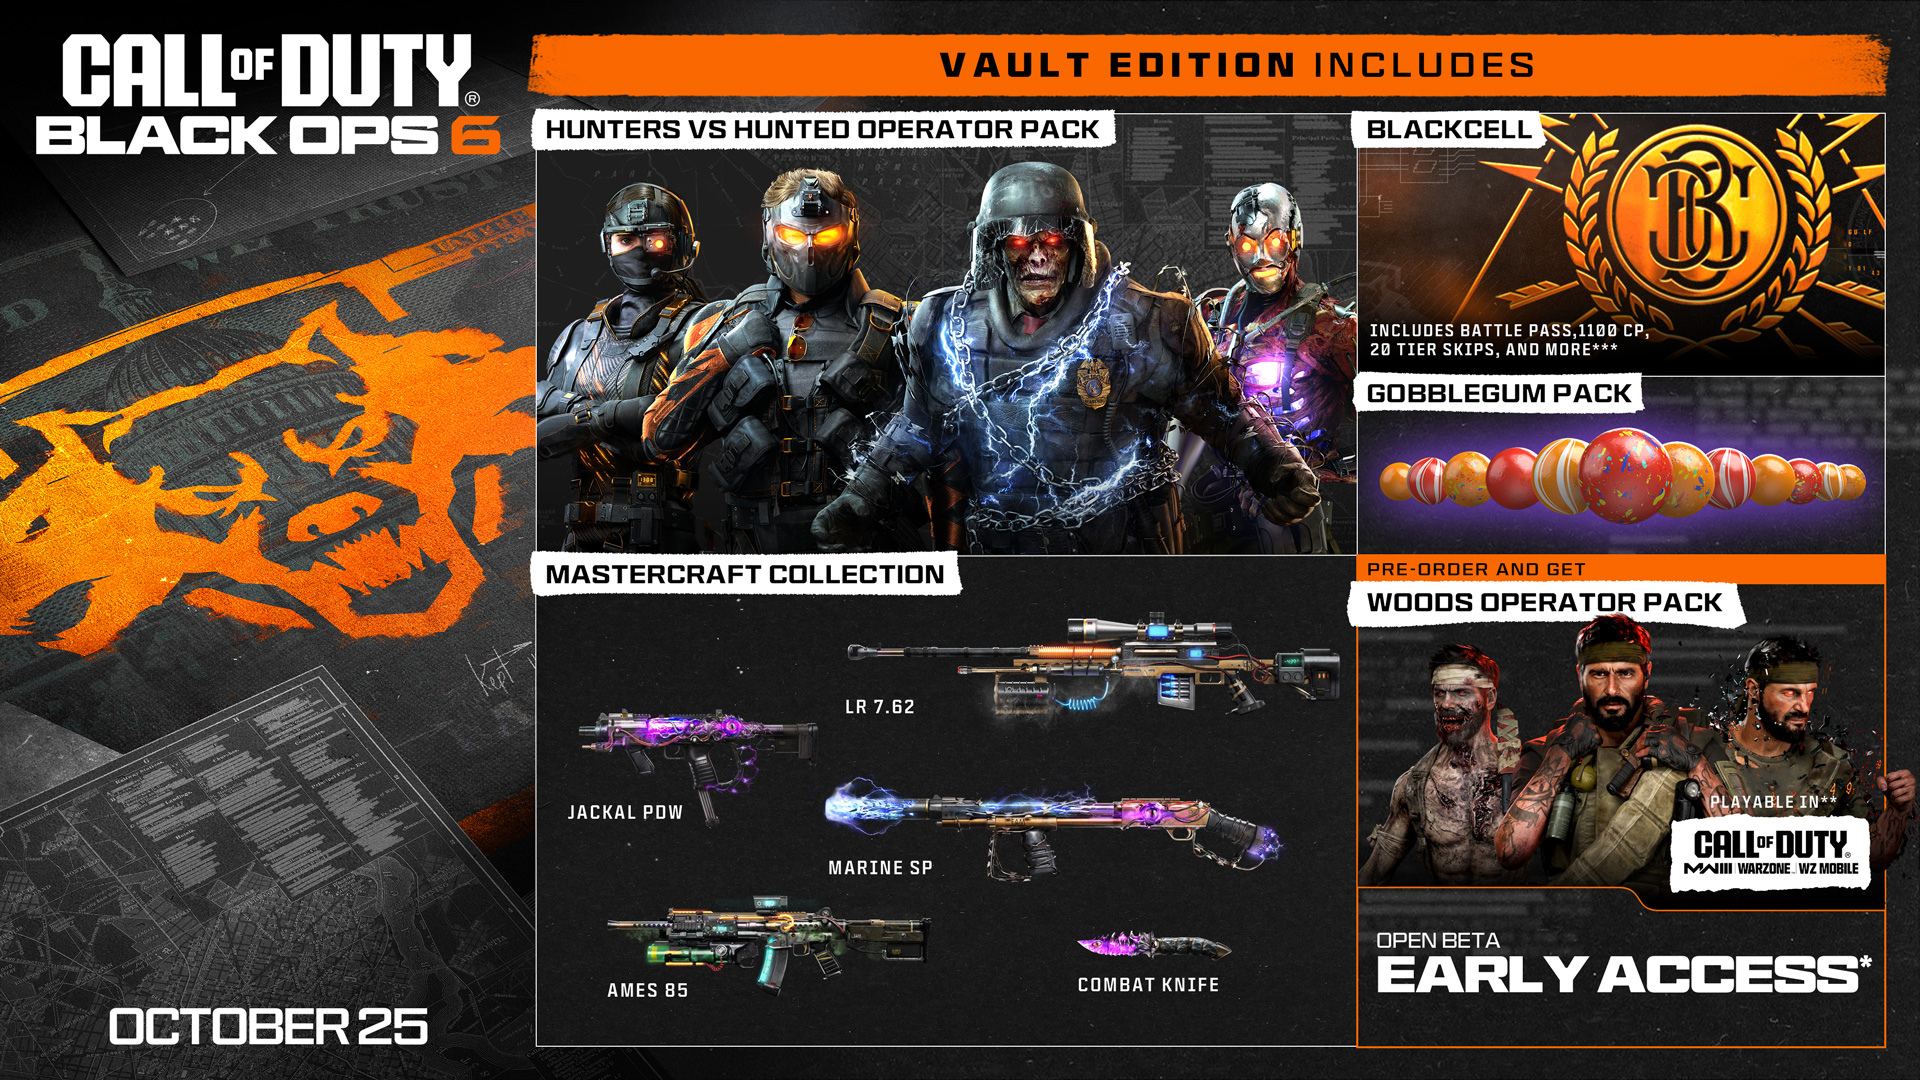 CALL OF DUTY®
BLACK OPS 6
OCTOBER 25
VAULT EDITION INCLUDES
HUNTERS VS HUNTED OPERATOR PACK
BLACKCELL
INCLUDES BATTLE PASS,1100 CP,
20 TIER SKIPS, AND MORE***
GOBBLEGUM PACK
MASTERCRAFT COLLECTION
LR 7.62
JACKAL PDW
MARINE SP
AMES 85
COMBAT KNIFE
PRE-ORDER AND GET
WOODS OPERATOR PACK
PLAYABLE IN**
CALL OF DUTY®
MWIII | WARZONE | WZ MOBILE
OPEN BETA
EARLY ACCESS*